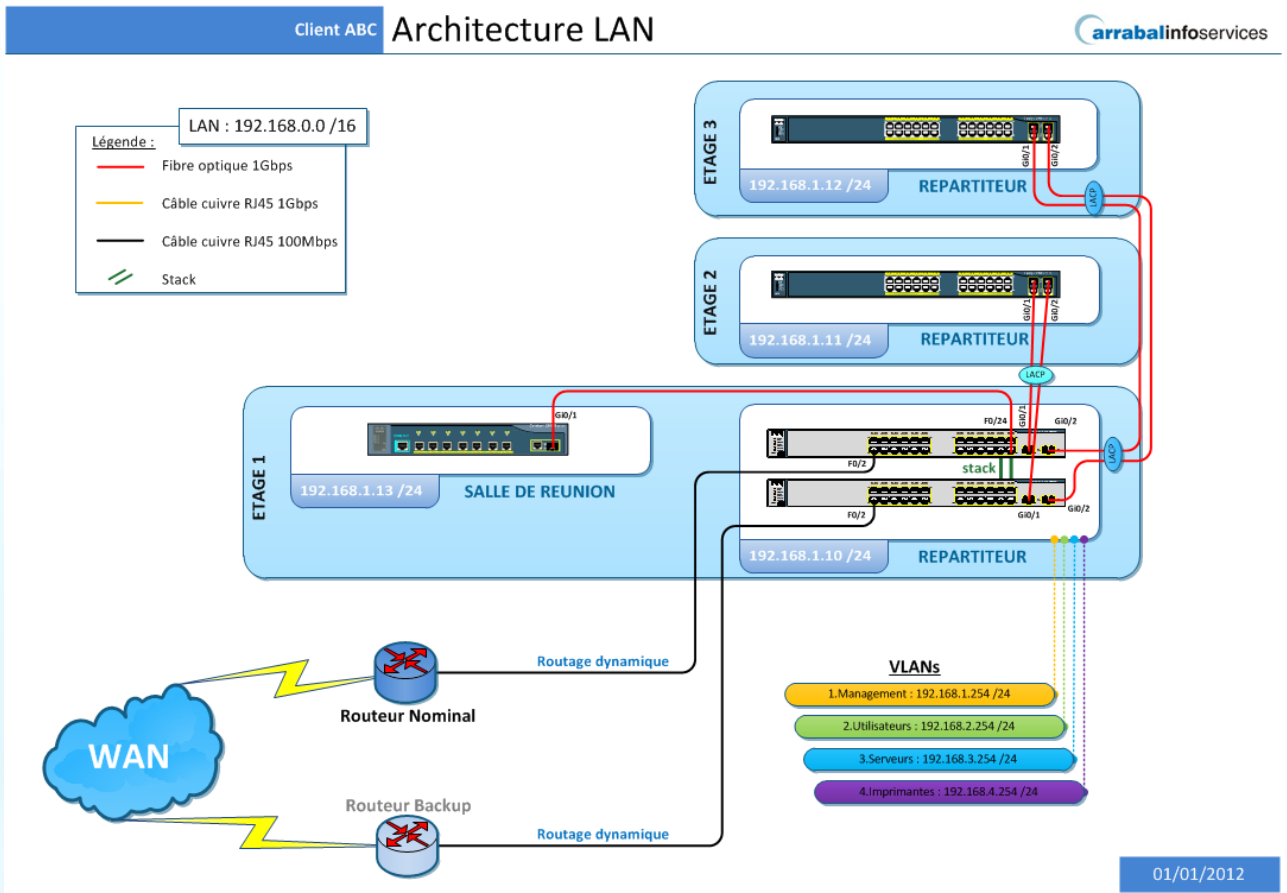 Client ABC
Architecture LAN
arrabalinfoservices
LAN : 192.168.0.0 /16
Légende :
Fibre optique 1Gbps
Câble cuivre RJ45 1Gbps
Câble cuivre RJ45 100Mbps
Stack
ETAGE 3
Gi0/1
Gi0/2
192.168.1.12 /24
REPARTITEUR
LACP
ETAGE 2
Gi0/1
Gi0/2
192.168.1.11 /24
REPARTITEUR
LACP
ETAGE 1
Gi0/1
192.168.1.13 /24
SALLE DE REUNION
F0/24
Gi0/1
Gi0/2
F0/2
stack
LACP
F0/2
Gi0/1
Gi0/2
192.168.1.10 /24
REPARTITEUR
Routage dynamique
Routeur Nominal
WAN
Routeur Backup
Routage dynamique
VLANs
1.Management : 192.168.1.254 /24
2.Utilisateurs : 192.168.2.254 /24
3.Serveurs : 192.168.3.254 /24
4.Imprimantes : 192.168.4.254 /24
01/01/2012